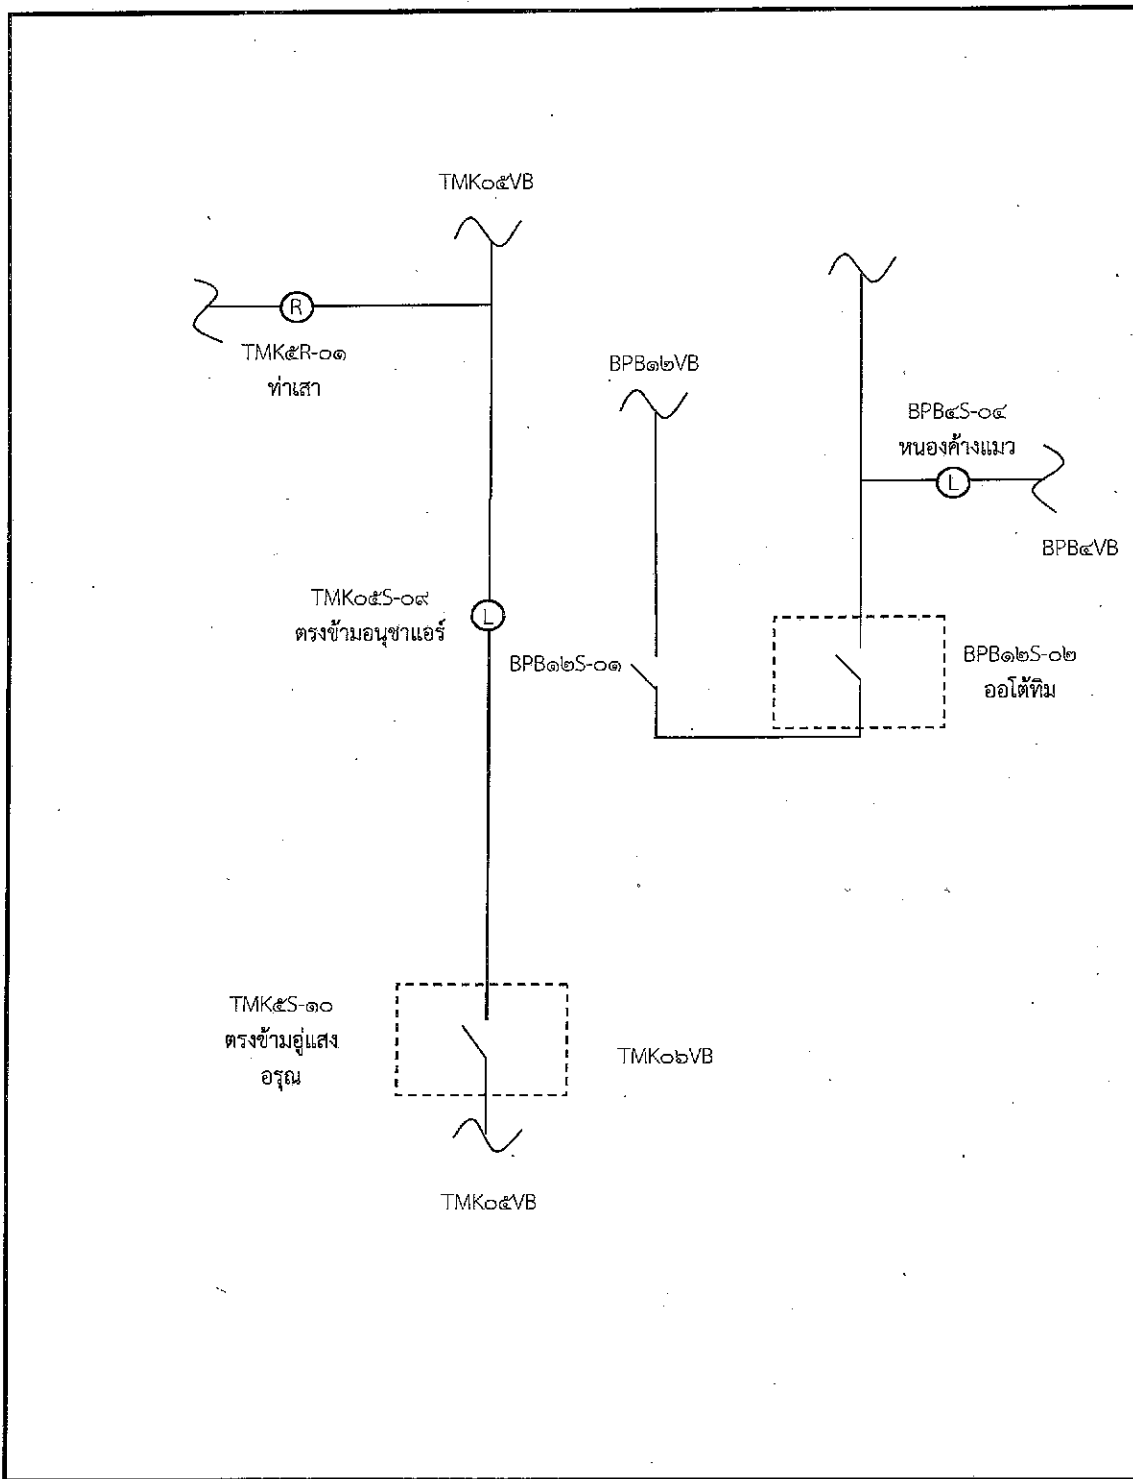 TMK๐๕VB
R
TMK๕R-๐๑
ท่าเสา
BPB๑๒VB
BPB๔S-๐๔
หนองค้างแมว
L
BPB๔VB
TMK๐๕S-๐๙
ตรงข้ามอนุชาแอร์
L
BPB๑๒S-๐๑
BPB๑๒S-๐๒
ออโต้ทิม
TMK๕S-๑๐
ตรงข้ามอู่แสง
อรุณ
TMK๐๖VB
TMK๐๕VB